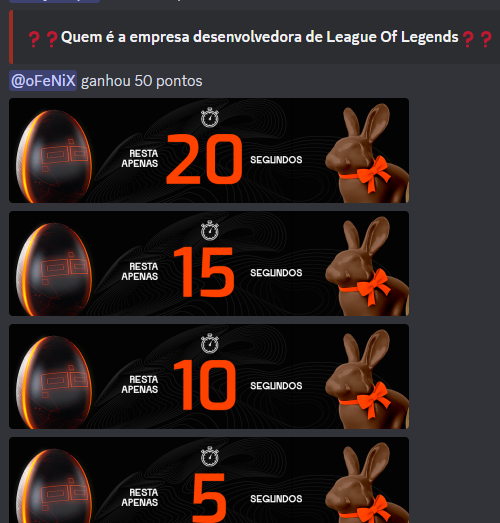 ❓❓Quem é a empresa desenvolvedora de League Of Legends❓❓
@oFeNiX ganhou 50 pontos
RESTA APENAS 20 SEGUNDOS
RESTA APENAS 15 SEGUNDOS
RESTA APENAS 10 SEGUNDOS
RESTA APENAS 5 SEGUNDOS